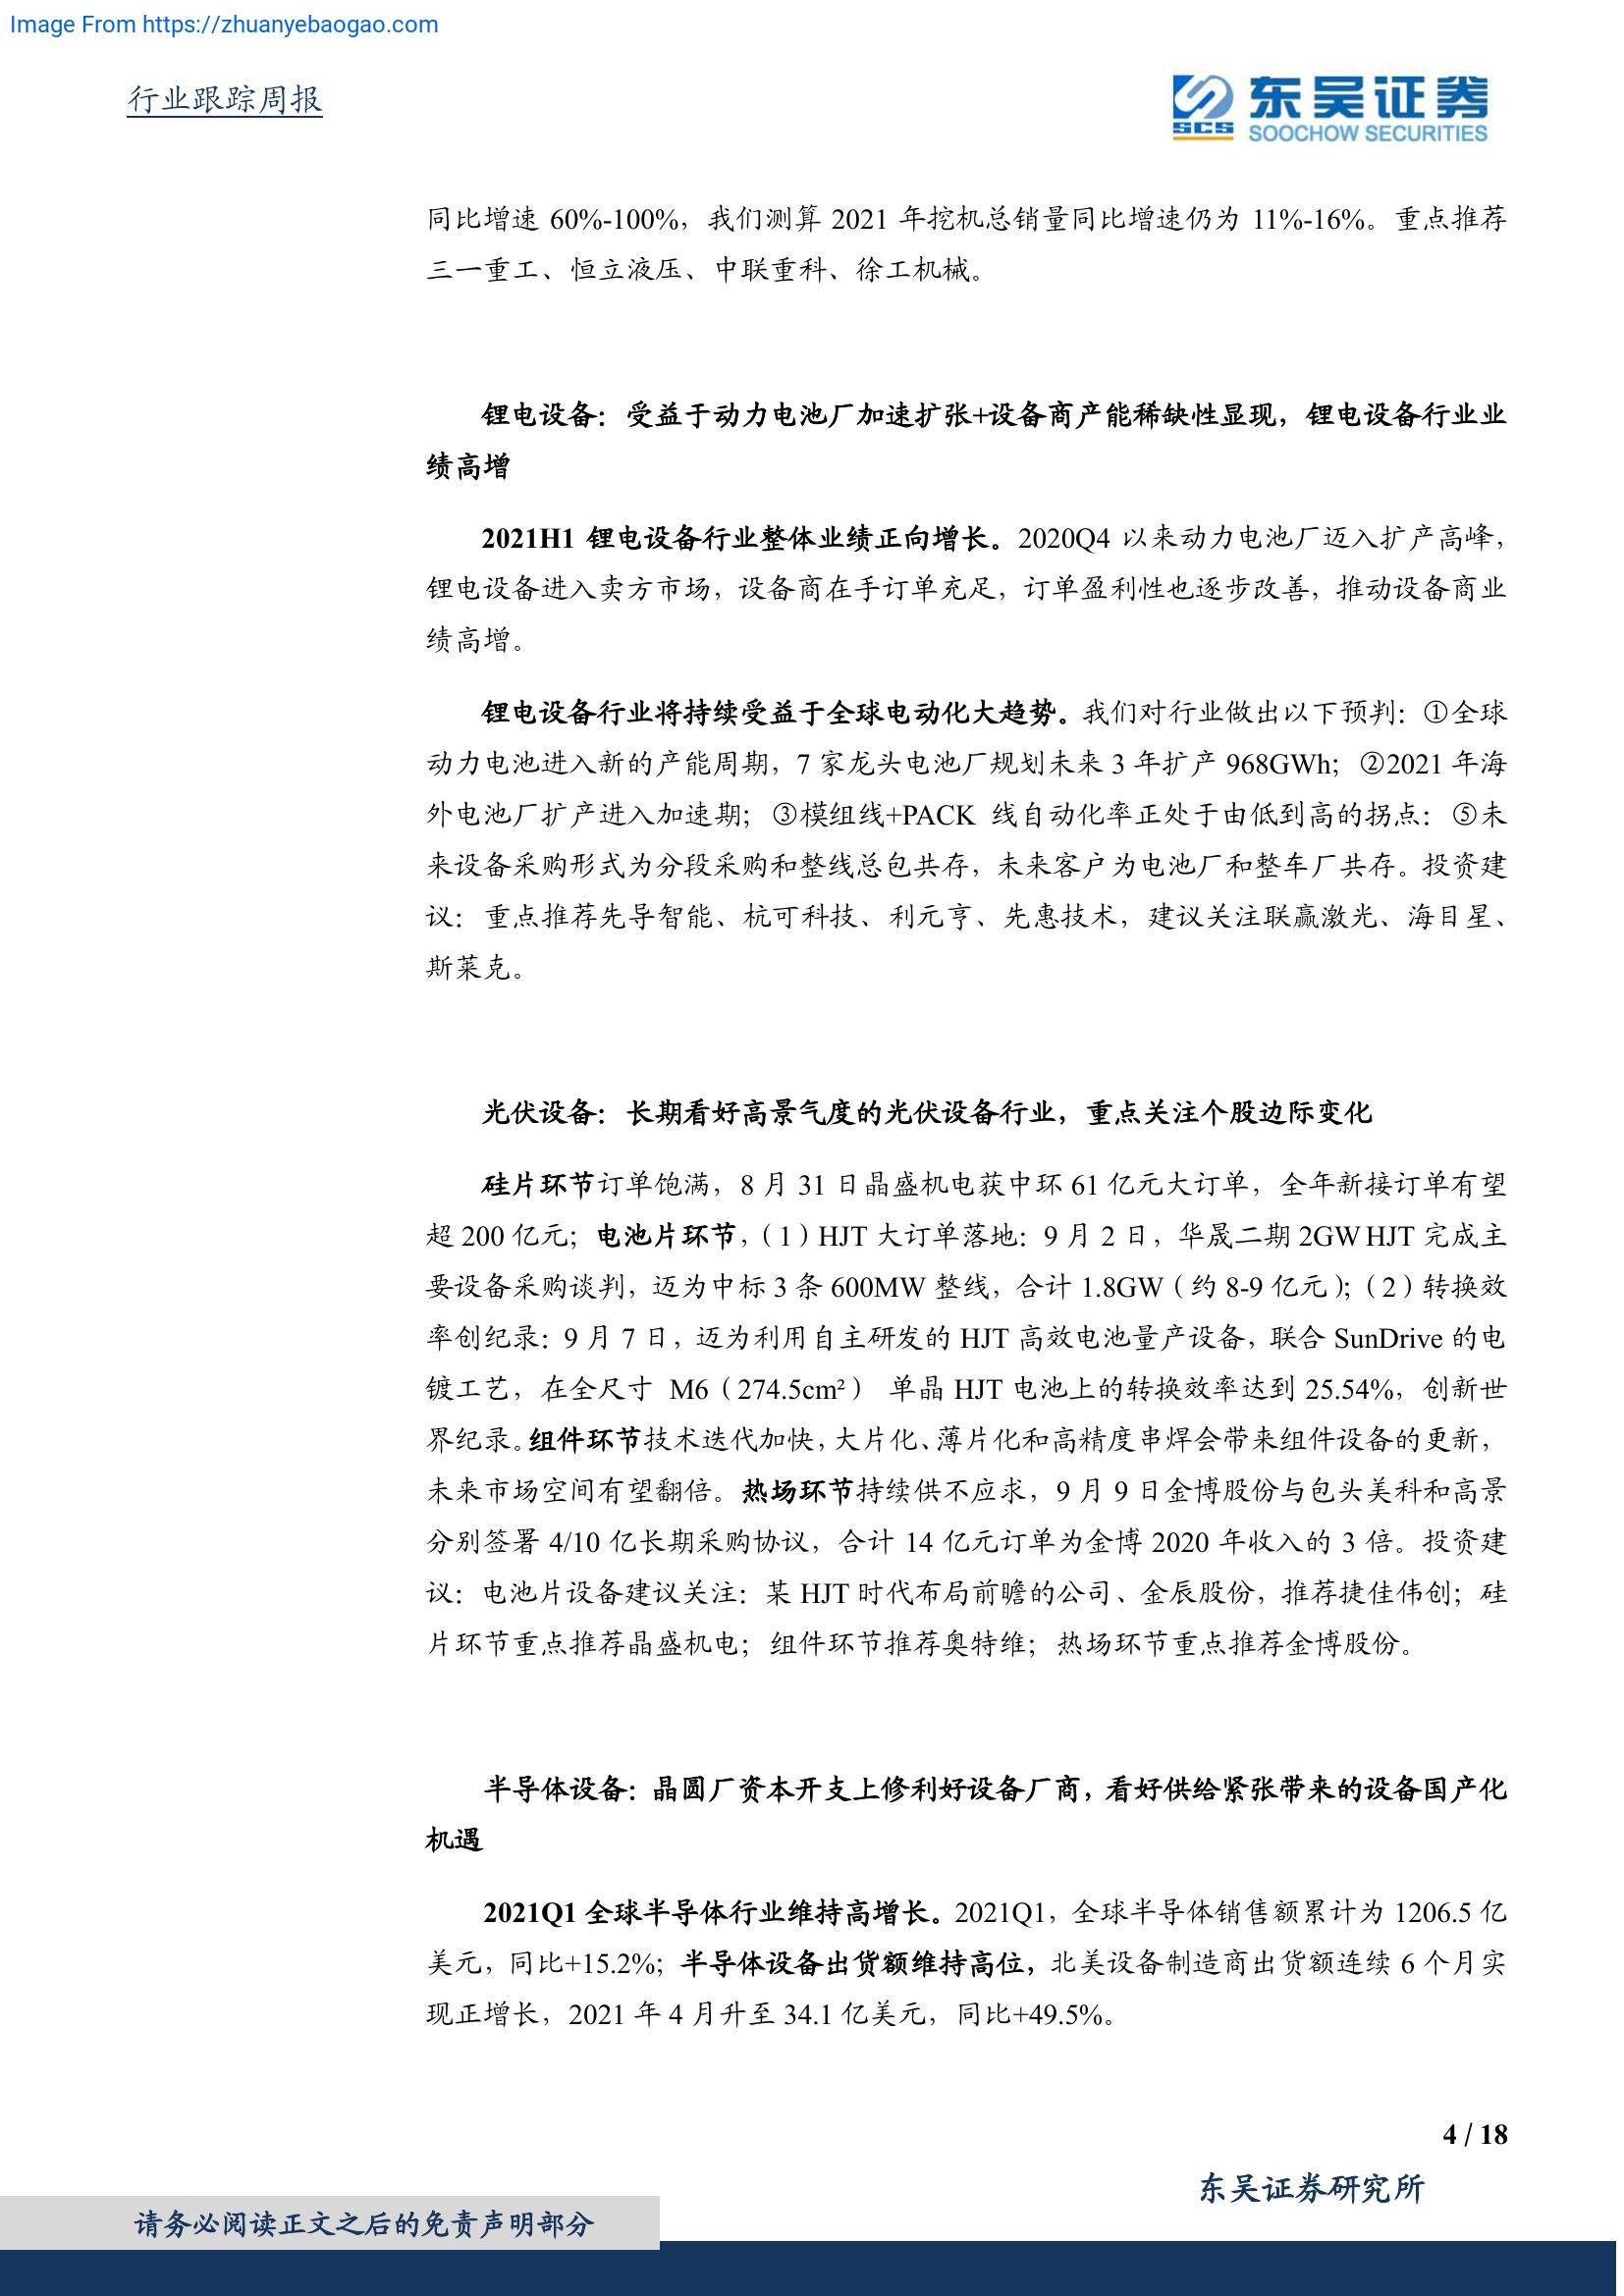 Image From https://zhuanyebaogao.com
行业跟踪周报
东吴证券
SCS
SOOCHOW SECURITIES
同比增速 60%-100%，我们测算 2021 年挖机总销量同比增速仍为 11%-16%。重点推荐
三一重工、恒立液压、中联重科、徐工机械。
锂电设备：受益于动力电池厂加速扩张+设备商产能稀缺性显现，锂电设备行业业
绩高增
2021H1 锂电设备行业整体业绩正向增长。2020Q4 以来动力电池厂迈入扩产高峰，
锂电设备进入卖方市场，设备商在手订单充足，订单盈利性也逐步改善，推动设备商业
绩高增。
锂电设备行业将持续受益于全球电动化大趋势。我们对行业做出以下预判：①全球
动力电池进入新的产能周期，7 家龙头电池厂规划未来 3 年扩产 968GWh；②2021 年海
外电池厂扩产进入加速期；③模组线+PACK 线自动化率正处于由低到高的拐点：⑤未
来设备采购形式为分段采购和整线总包共存，未来客户为电池厂和整车厂共存。投资建
议：重点推荐先导智能、杭可科技、利元亨、先惠技术，建议关注联赢激光、海目星、
斯莱克。
光伏设备：长期看好高景气度的光伏设备行业，重点关注个股边际变化
硅片环节订单饱满，8 月 31 日晶盛机电获中环 61 亿元大订单，全年新接订单有望
超 200 亿元；电池片环节，（1）HJT 大订单落地：9 月 2 日，华晟二期 2GW HJT 完成主
要设备采购谈判，迈为中标 3 条 600MW 整线，合计 1.8GW（约 8-9 亿元）；（2）转换效
率创纪录：9 月 7 日，迈为利用自主研发的 HJT 高效电池量产设备，联合 SunDrive 的电
镀工艺，在全尺寸 M6（274.5cm²） 单晶 HJT 电池上的转换效率达到 25.54%，创新世
界纪录。组件环节技术迭代加快，大片化、薄片化和高精度串焊会带来组件设备的更新，
未来市场空间有望翻倍。热场环节持续供不应求，9 月 9 日金博股份与包头美科和高景
分别签署 4/10 亿长期采购协议，合计 14 亿元订单为金博 2020 年收入的 3 倍。投资建
议：电池片设备建议关注：某 HJT 时代布局前瞻的公司、金辰股份，推荐捷佳伟创；硅
片环节重点推荐晶盛机电；组件环节推荐奥特维；热场环节重点推荐金博股份。
半导体设备：晶圆厂资本开支上修利好设备厂商，看好供给紧张带来的设备国产化
机遇
2021Q1 全球半导体行业维持高增长。2021Q1，全球半导体销售额累计为 1206.5 亿
美元，同比+15.2%；半导体设备出货额维持高位，北美设备制造商出货额连续 6 个月实
现正增长，2021 年 4 月升至 34.1 亿美元，同比+49.5%。
4 / 18
东吴证券研究所
请务必阅读正文之后的免责声明部分